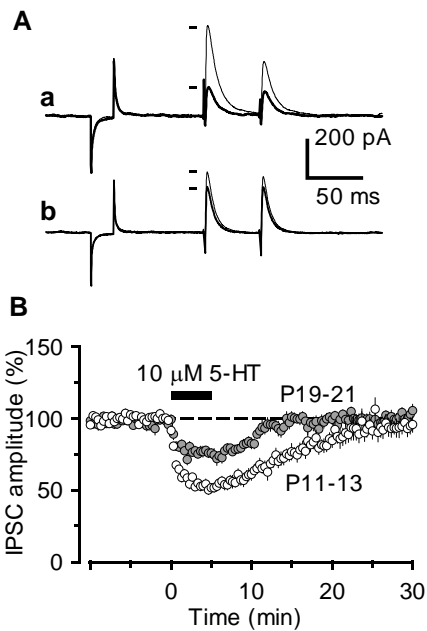 A
a
200 pA
50 ms
b
B
IPSC amplitude (%)
150
100
50
0
10 μM 5-HT
P19-21
P11-13
0 10 20 30
Time (min)